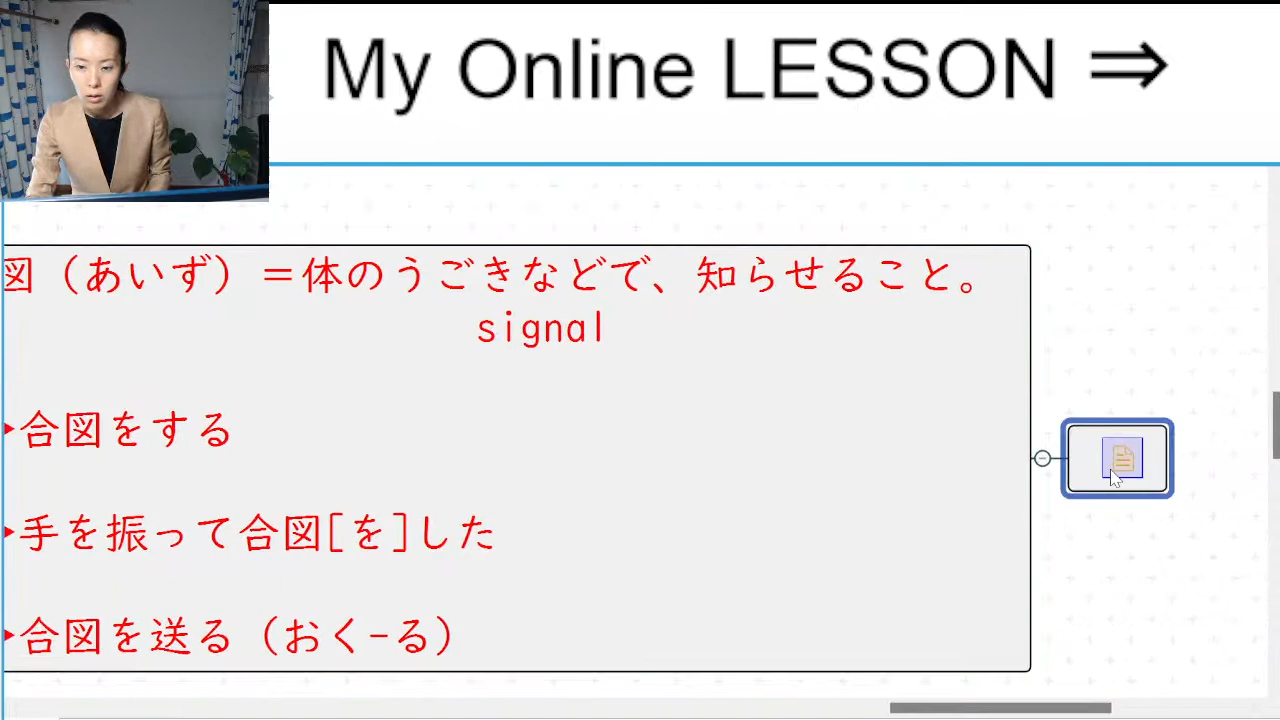 My Online LESSON ⇒
図（あいず）＝体のうごきなどで、知らせること。
signal
▸合図をする
▸手を振って合図[を]した
▸合図を送る（おく-る）